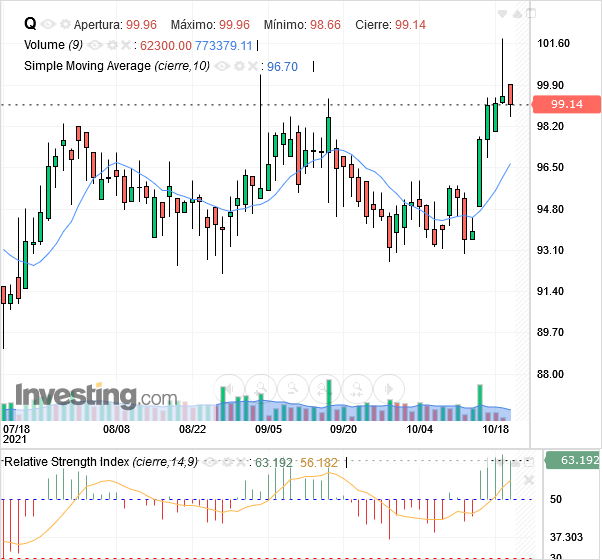 Q Apertura: 99.96 Máximo: 99.96 Mínimo: 98.66 Cierre: 99.14
Volume (9) : 62300.00 773379.11
Simple Moving Average (cierre,10) : 96.70
101.60
99.90
99.14
98.20
96.50
94.80
93.10
91.40
89.70
88.00
Investing.com
07/18 08/08 08/22 09/05 09/20 10/04 10/18
2021
Relative Strength Index (cierre,14,9) : 63.192 56.182
63.192
50
37.303
30